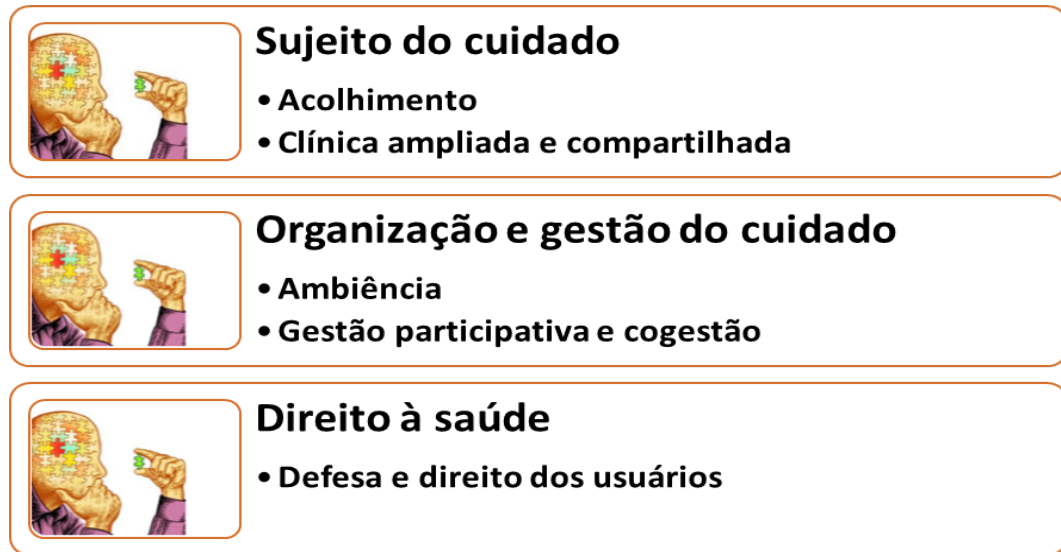 Sujeito do cuidado
• Acolhimento
• Clínica ampliada e compartilhada
Organização e gestão do cuidado
• Ambiência
• Gestão participativa e cogestão
Direito à saúde
• Defesa e direito dos usuários